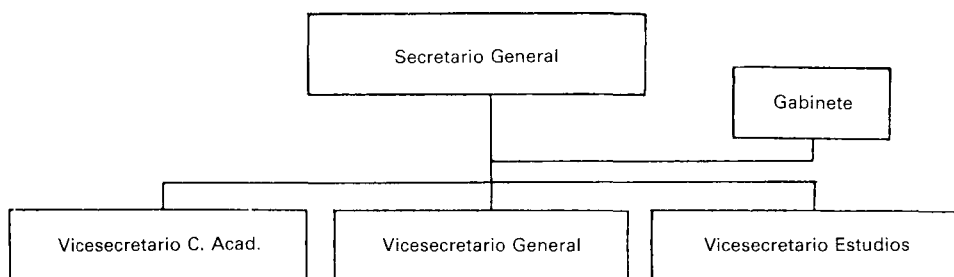 Secretario General
Gabinete
Vicesecretario C. Acad.
Vicesecretario General
Vicesecretario Estudios